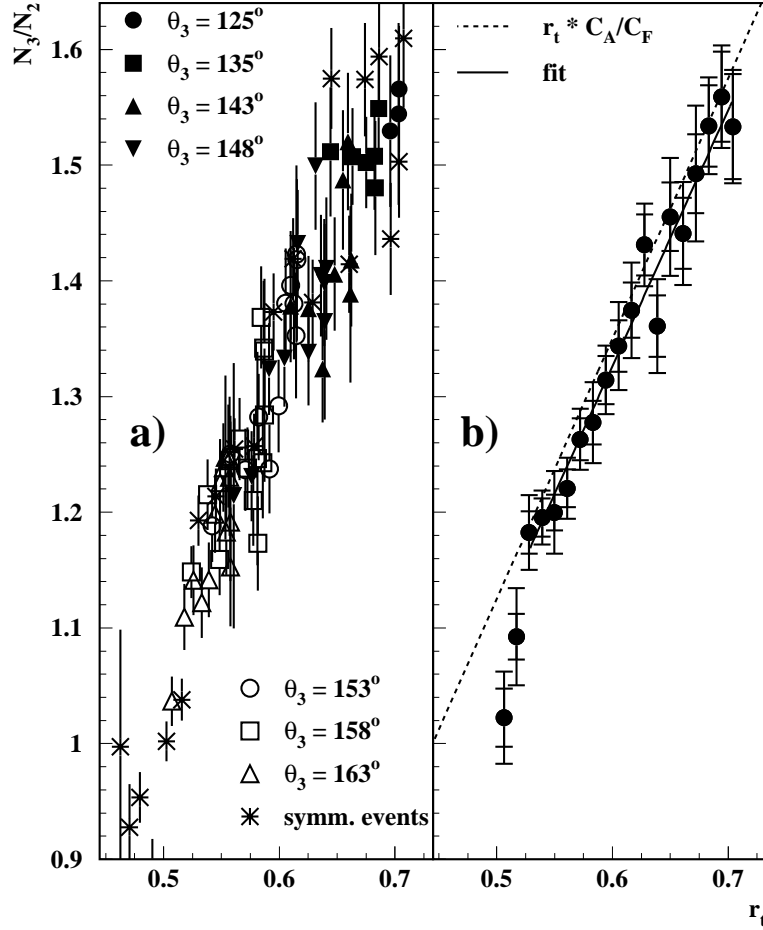 N₃/N₂
1.6
1.5
1.4
1.3
1.2
1.1
1
0.9
θ₃ = 125°
θ₃ = 135°
θ₃ = 143°
θ₃ = 148°
a)
θ₃ = 153°
θ₃ = 158°
θ₃ = 163°
symm. events
0.5 0.6 0.7
rₜ * C_A/C_F
fit
b)
0.5 0.6 0.7
rₜ